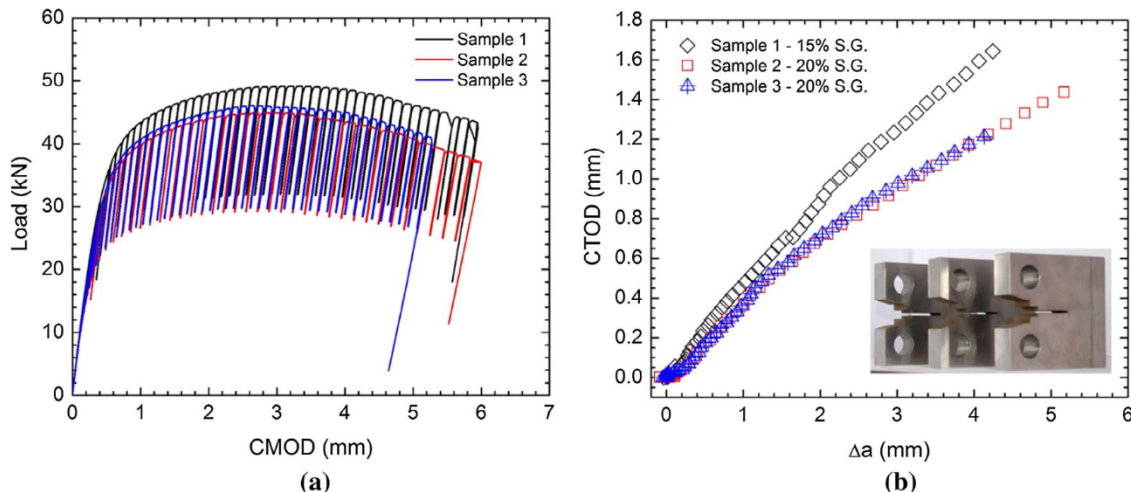 Sample 1
Sample 2
Sample 3
60
50
40
30
20
10
0
Load (kN)
0 1 2 3 4 5 6 7
CMOD (mm)
(a)
Sample 1 - 15% S.G.
Sample 2 - 20% S.G.
Sample 3 - 20% S.G.
1.8
1.6
1.4
1.2
1.0
0.8
0.6
0.4
0.2
0.0
CTOD (mm)
0 1 2 3 4 5 6
Δa (mm)
(b)